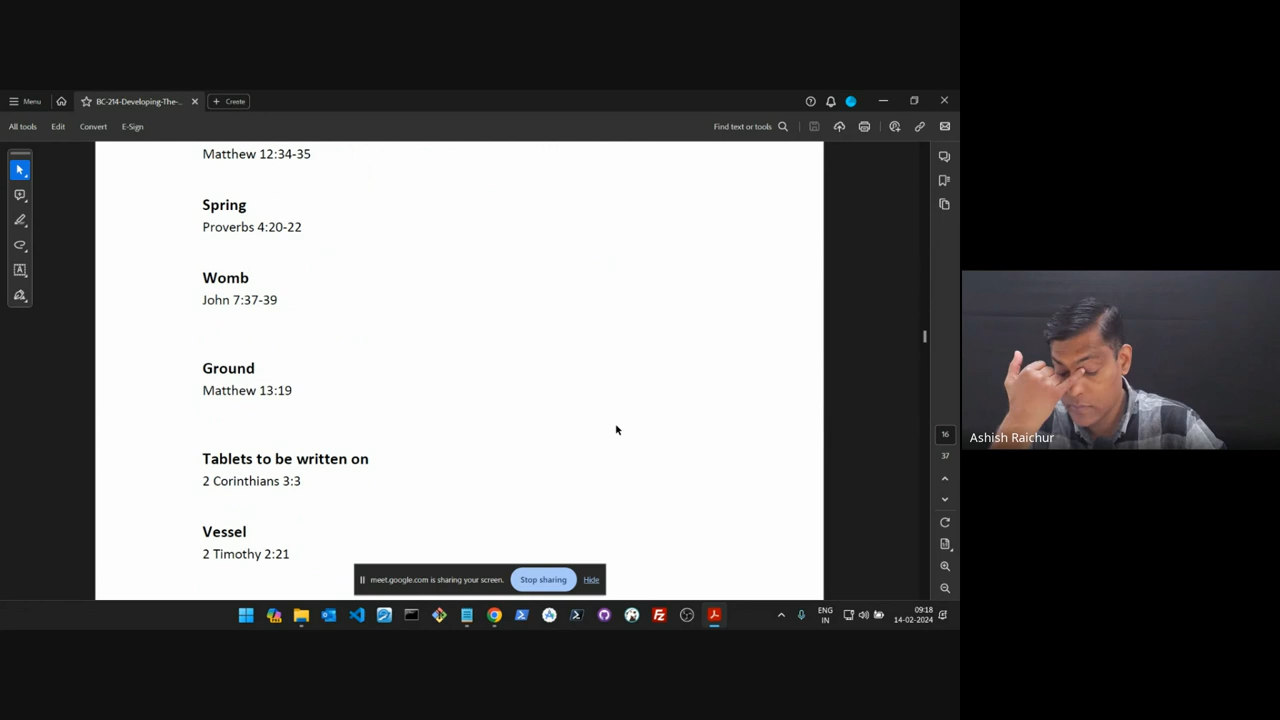 Menu
BC-214-Developing-The-...
Create
All tools
Edit
Convert
E-Sign
Find text or tools
Matthew 12:34-35
Spring
Proverbs 4:20-22
Womb
John 7:37-39
Ground
Matthew 13:19
Tablets to be written on
2 Corinthians 3:3
Vessel
2 Timothy 2:21
16
37
meet.google.com is sharing your screen.
Stop sharing
Hide
ENG
IN
09:18
14-02-2024
Ashish Raichur